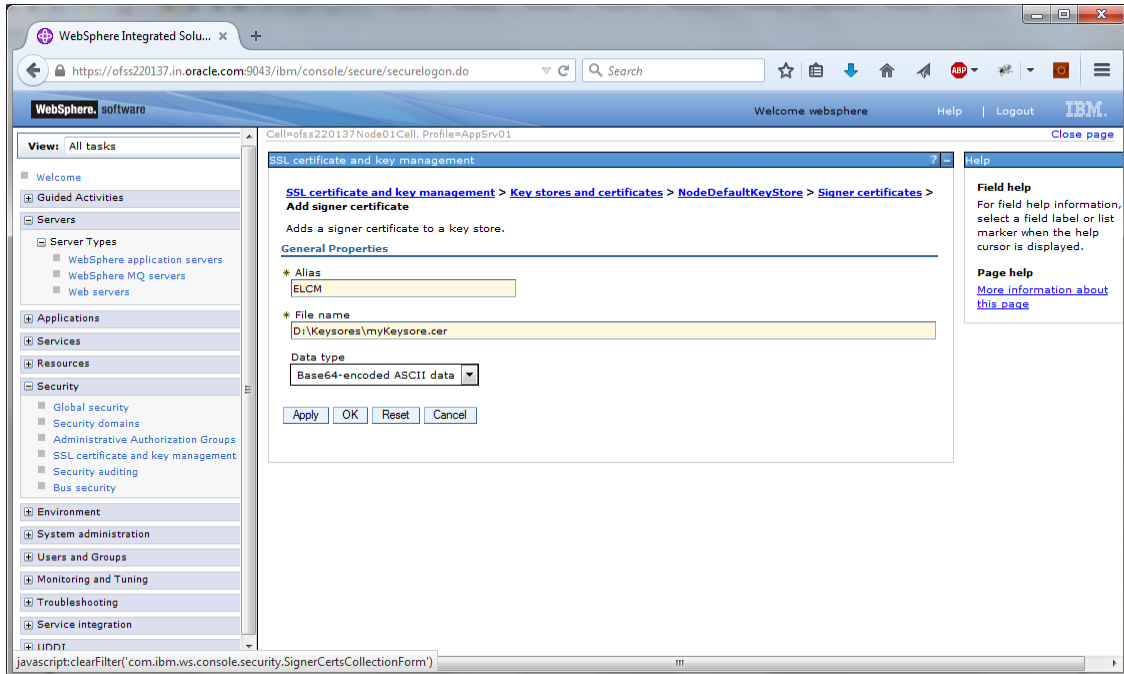 WebSphere Integrated Solu... × +
https://ofss220137.in.oracle.com:9043/ibm/console/secure/securelogon.do
Search
ABP
WebSphere. software
Welcome websphere
Help | Logout
IBM.
View: All tasks
Welcome
Guided Activities
Servers
Server Types
WebSphere application servers
WebSphere MQ servers
Web servers
Applications
Services
Resources
Security
Global security
Security domains
Administrative Authorization Groups
SSL certificate and key management
Security auditing
Bus security
Environment
System administration
Users and Groups
Monitoring and Tuning
Troubleshooting
Service integration
UDDI
Cell=ofss220137Node01Cell, Profile=AppSrv01
Close page
SSL certificate and key management
? -
SSL certificate and key management > Key stores and certificates > NodeDefaultKeyStore > Signer certificates >
Add signer certificate
Adds a signer certificate to a key store.
General Properties
* Alias
ELCM
* File name
D:\Keysores\myKeysore.cer
Data type
Base64-encoded ASCII data
Apply OK Reset Cancel
Help
Field help
For field help information,
select a field label or list
marker when the help
cursor is displayed.
Page help
More information about
this page
javascript:clearFilter('com.ibm.ws.console.security.SignerCertsCollectionForm')